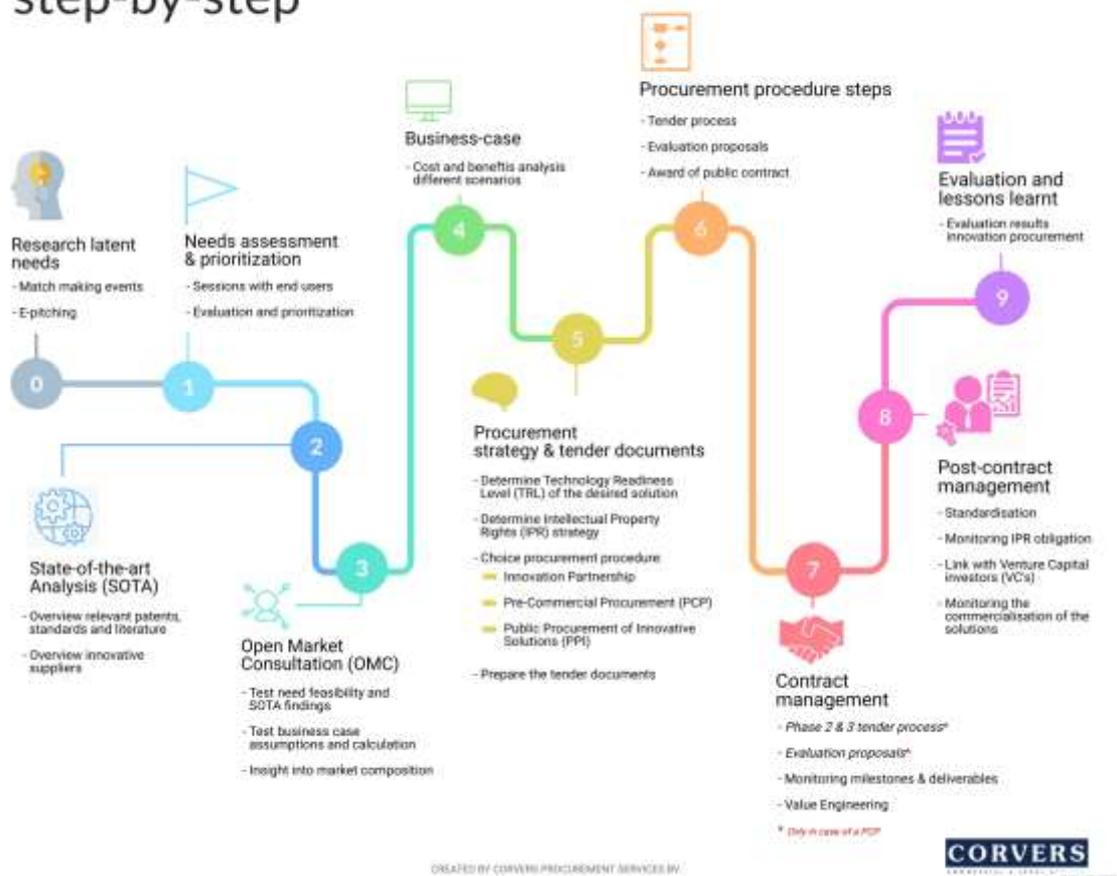 step-by-step
Research latent
needs
- Match making events
- E-pitching
0
Needs assessment
& prioritization
- Sessions with end users
- Evaluation and prioritization
1
2
State-of-the-art
Analysis (SOTA)
- Overview relevant patents,
standards and literature
- Overview innovative
suppliers
3
Open Market
Consultation (OMC)
- Test need feasibility and
SOTA findings
- Test business case
assumptions and calculation
- Insight into market composition
Business-case
- Cost and beneftis analysis
different scenarios
4
5
Procurement
strategy & tender documents
- Determine Technology Readiness
Level (TRL) of the desired solution
- Determine Intellectual Property
Rights (IPR) strategy
- Choice procurement procedure
Innovation Partnership
Pre-Commercial Procurement (PCP)
Public Procurement of Innovative
Solutions (PPI)
- Prepare the tender documents
Procurement procedure steps
- Tender process
- Evaluation proposals
- Award of public contract
6
7
Contract
management
- Phase 2 & 3 tender process*
- Evaluation proposals*
- Monitoring milestones & deliverables
- Value Engineering
* Only in case of a PCP
8
Post-contract
management
- Standardisation
- Monitoring IPR obligation
- Link with Venture Capital
investors (VC's)
- Monitoring the
commercialisation of the
solutions
Evaluation and
lessons learnt
- Evaluation results
innovation procurement
9
CREATED BY CORVERS PROCUREMENT SERVICES BV
CORVERS